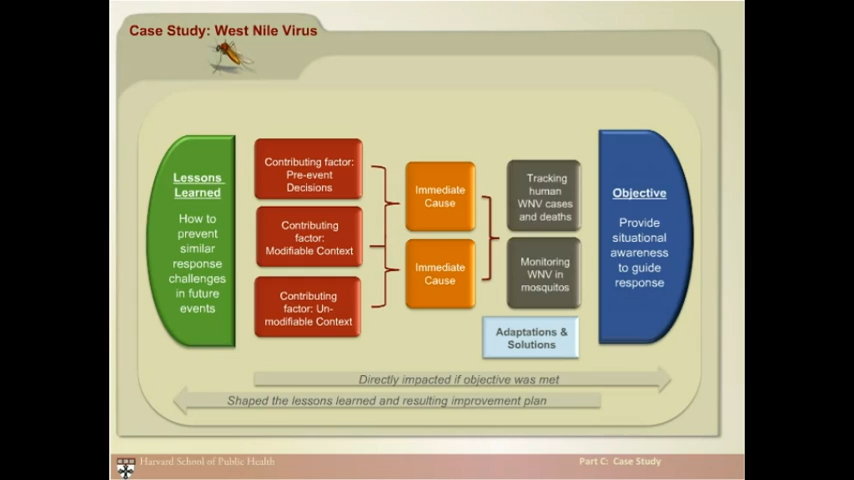 Case Study: West Nile Virus
Lessons
Learned
How to
prevent
similar
response
challenges
in future
events
Contributing factor:
Pre-event
Decisions
Contributing
factor:
Modifiable Context
Contributing
factor: Un-
modifiable Context
Immediate
Cause
Immediate
Cause
Tracking
human
WNV cases
and deaths
Monitoring
WNV in
mosquitos
Adaptations &
Solutions
Objective
Provide
situational
awareness
to guide
response
Directly impacted if objective was met
Shaped the lessons learned and resulting improvement plan
Harvard School of Public Health
Part C: Case Study